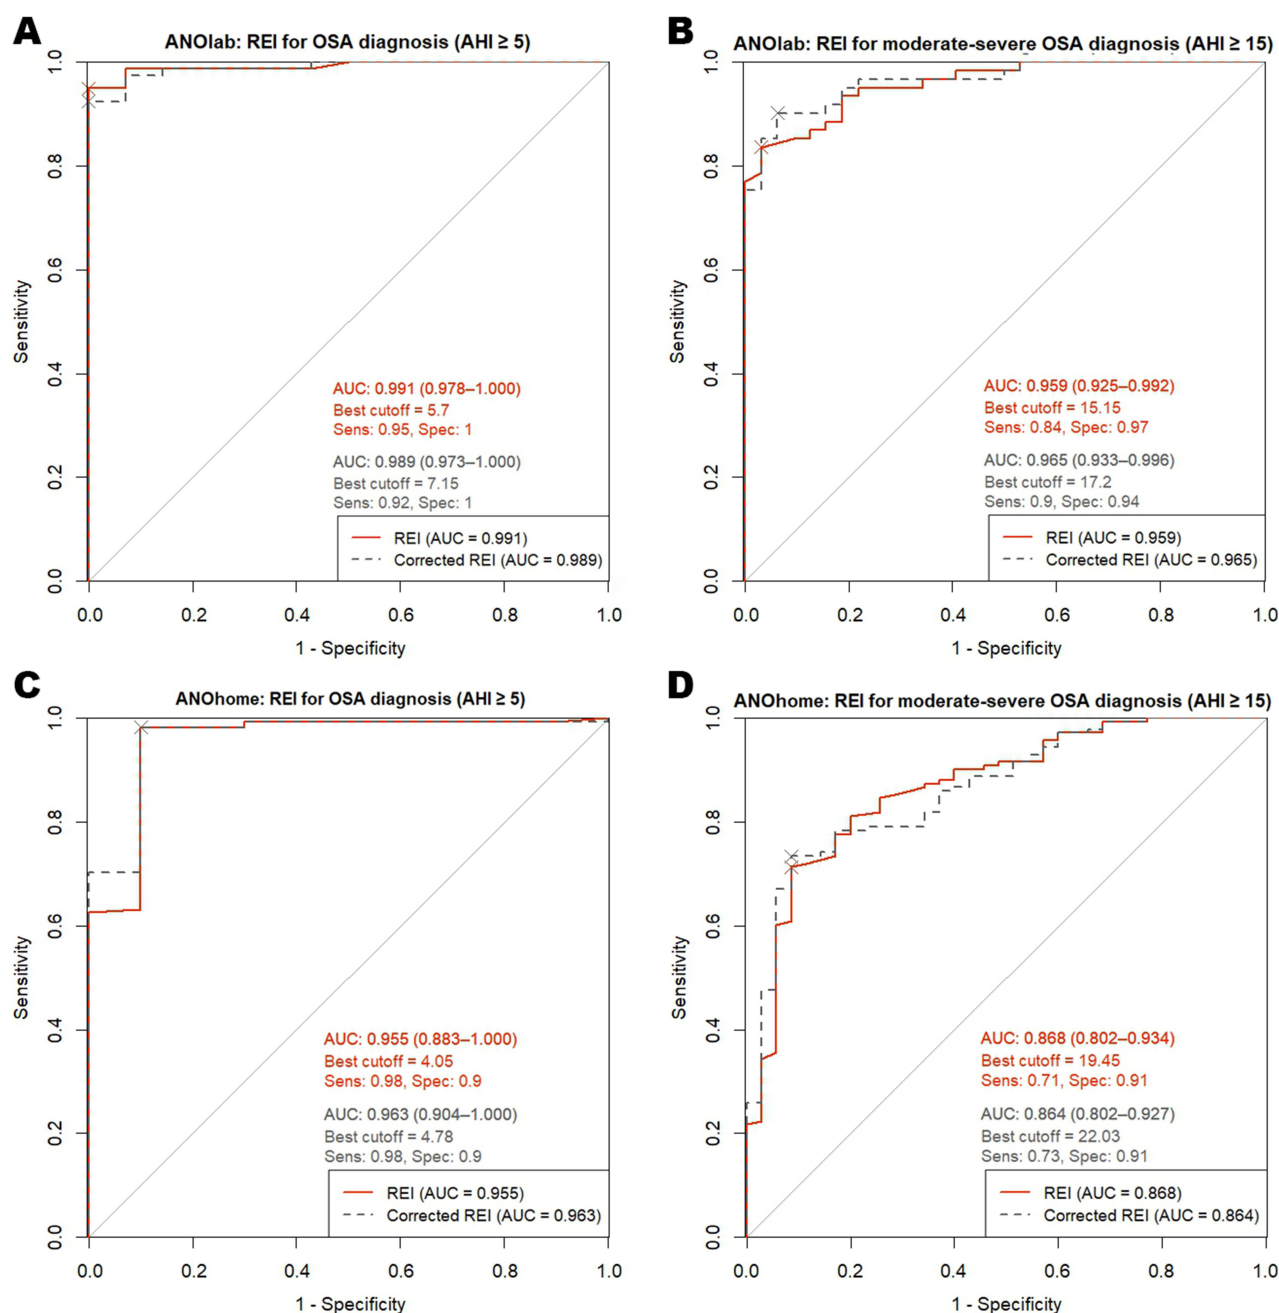 A
ANOlab: REI for OSA diagnosis (AHI ≥ 5)
1.0
0.8
0.6
0.4
0.2
0.0
Sensitivity
AUC: 0.991 (0.978–1.000)
Best cutoff = 5.7
Sens: 0.95, Spec: 1
AUC: 0.989 (0.973–1.000)
Best cutoff = 7.15
Sens: 0.92, Spec: 1
REI (AUC = 0.991)
Corrected REI (AUC = 0.989)
0.0 0.2 0.4 0.6 0.8 1.0
1 - Specificity
B
ANOlab: REI for moderate-severe OSA diagnosis (AHI ≥ 15)
1.0
0.8
0.6
0.4
0.2
0.0
Sensitivity
AUC: 0.959 (0.925–0.992)
Best cutoff = 15.15
Sens: 0.84, Spec: 0.97
AUC: 0.965 (0.933–0.996)
Best cutoff = 17.2
Sens: 0.9, Spec: 0.94
REI (AUC = 0.959)
Corrected REI (AUC = 0.965)
0.0 0.2 0.4 0.6 0.8 1.0
1 - Specificity
C
ANOhome: REI for OSA diagnosis (AHI ≥ 5)
1.0
0.8
0.6
0.4
0.2
0.0
Sensitivity
AUC: 0.955 (0.883–1.000)
Best cutoff = 4.05
Sens: 0.98, Spec: 0.9
AUC: 0.963 (0.904–1.000)
Best cutoff = 4.78
Sens: 0.98, Spec: 0.9
REI (AUC = 0.955)
Corrected REI (AUC = 0.963)
0.0 0.2 0.4 0.6 0.8 1.0
1 - Specificity
D
ANOhome: REI for moderate-severe OSA diagnosis (AHI ≥ 15)
1.0
0.8
0.6
0.4
0.2
0.0
Sensitivity
AUC: 0.868 (0.802–0.934)
Best cutoff = 19.45
Sens: 0.71, Spec: 0.91
AUC: 0.864 (0.802–0.927)
Best cutoff = 22.03
Sens: 0.73, Spec: 0.91
REI (AUC = 0.868)
Corrected REI (AUC = 0.864)
0.0 0.2 0.4 0.6 0.8 1.0
1 - Specificity